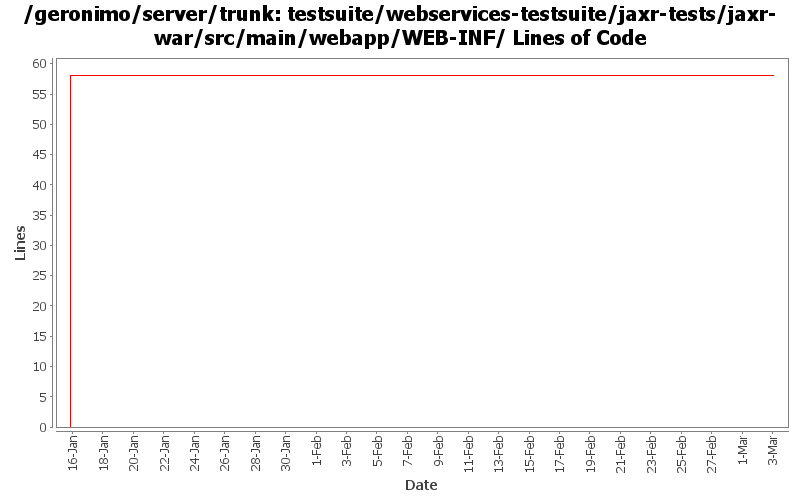 /geronimo/server/trunk: testsuite/webservices-testsuite/jaxr-tests/jaxr-
war/src/main/webapp/WEB-INF/ Lines of Code
60
55
50
45
40
35
30
25
20
15
10
5
0
Lines
16-Jan
18-Jan
20-Jan
22-Jan
24-Jan
26-Jan
28-Jan
30-Jan
1-Feb
3-Feb
5-Feb
7-Feb
9-Feb
11-Feb
13-Feb
15-Feb
17-Feb
19-Feb
21-Feb
23-Feb
25-Feb
27-Feb
1-Mar
3-Mar
Date